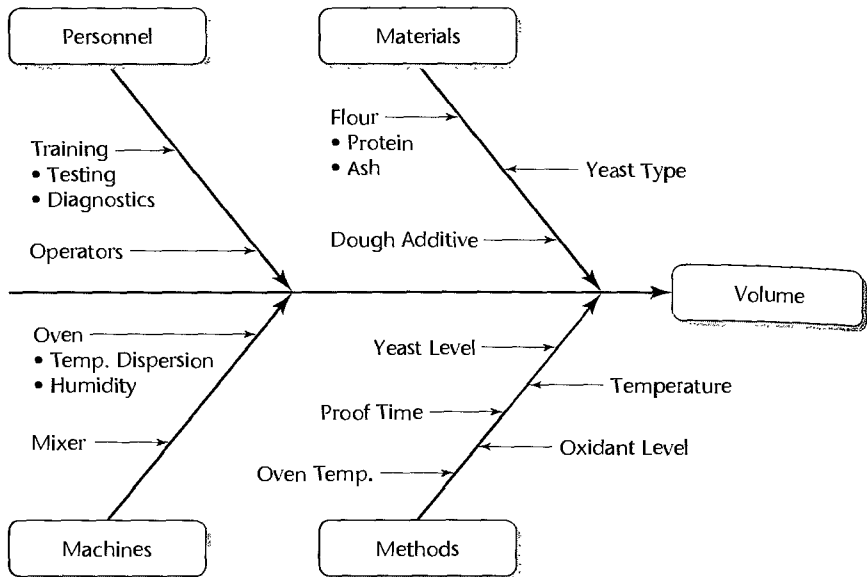 Personnel
Materials
Training
• Testing
• Diagnostics
Operators
Flour
• Protein
• Ash
Yeast Type
Dough Additive
Volume
Oven
• Temp. Dispersion
• Humidity
Mixer
Yeast Level
Temperature
Proof Time
Oxidant Level
Oven Temp.
Machines
Methods